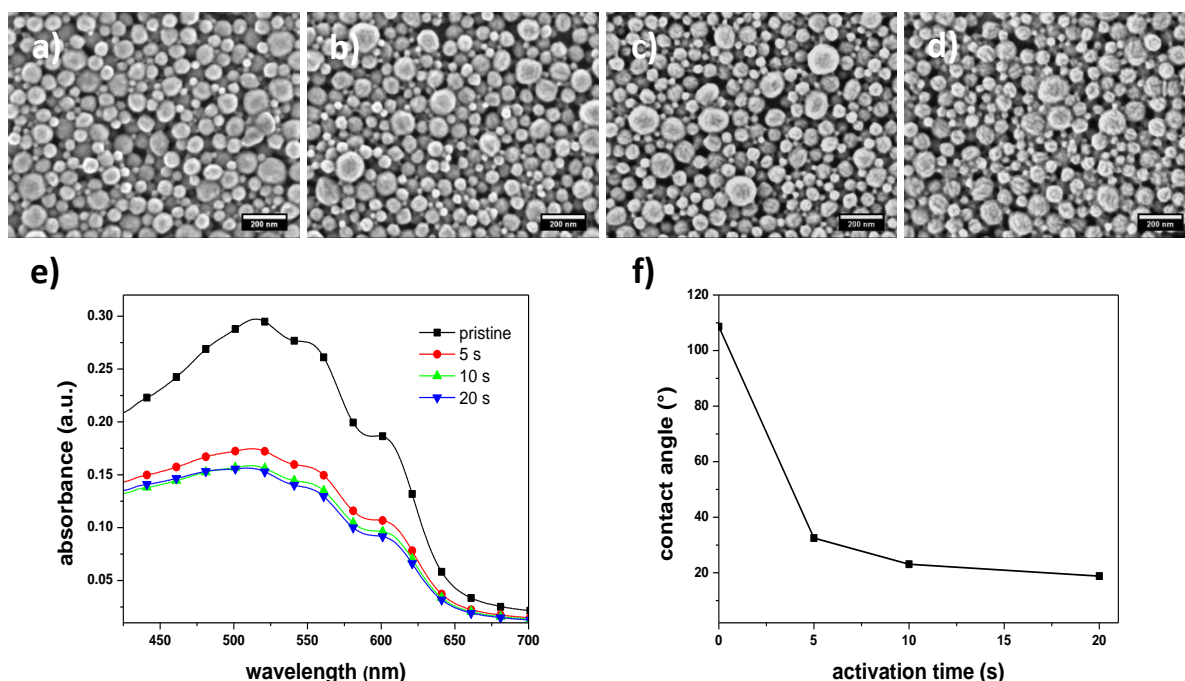 a)
b)
c)
d)
200 nm
200 nm
200 nm
200 nm
e)
0.30
0.25
0.20
0.15
0.10
0.05
absorbance (a.u.)
pristine
5 s
10 s
20 s
450 500 550 600 650 700
wavelength (nm)
f)
120
100
80
60
40
20
contact angle (°)
0 5 10 15 20
activation time (s)